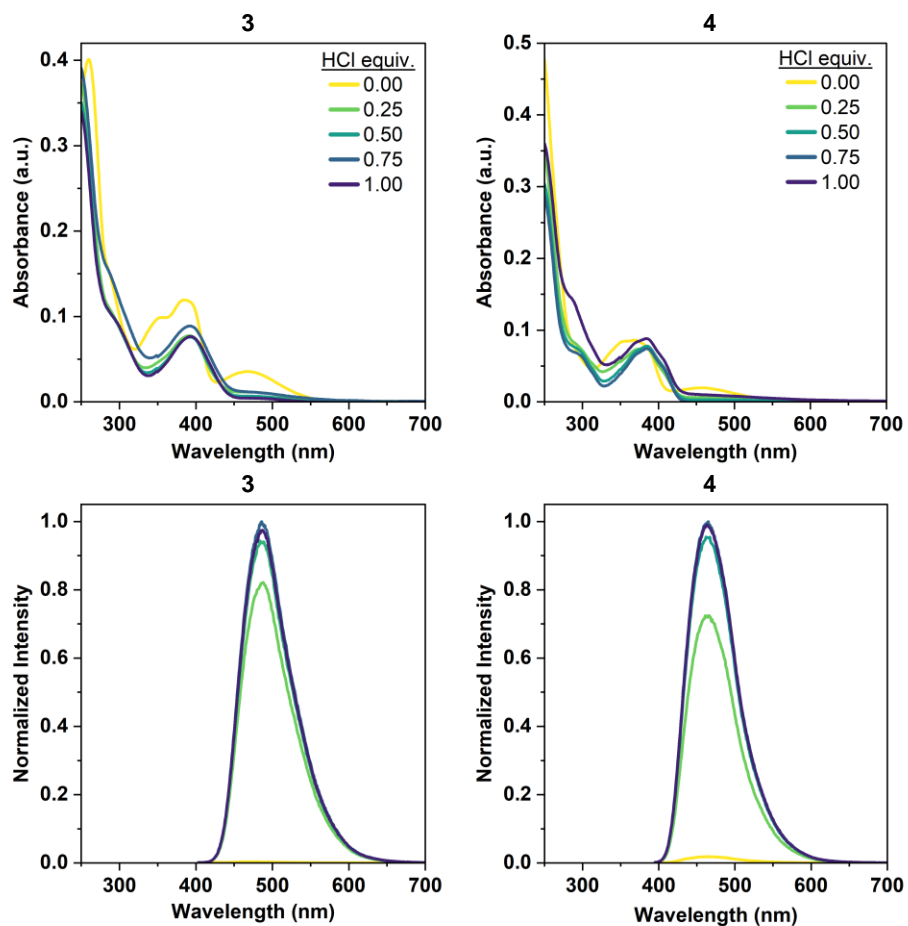 3
HCl equiv.
0.00
0.25
0.50
0.75
1.00
Absorbance (a.u.)
0.4
0.3
0.2
0.1
0.0
300 400 500 600 700
Wavelength (nm)
4
HCl equiv.
0.00
0.25
0.50
0.75
1.00
Absorbance (a.u.)
0.5
0.4
0.3
0.2
0.1
0.0
300 400 500 600 700
Wavelength (nm)
3
Normalized Intensity
1.0
0.8
0.6
0.4
0.2
0.0
300 400 500 600 700
Wavelength (nm)
4
Normalized Intensity
1.0
0.8
0.6
0.4
0.2
0.0
300 400 500 600 700
Wavelength (nm)